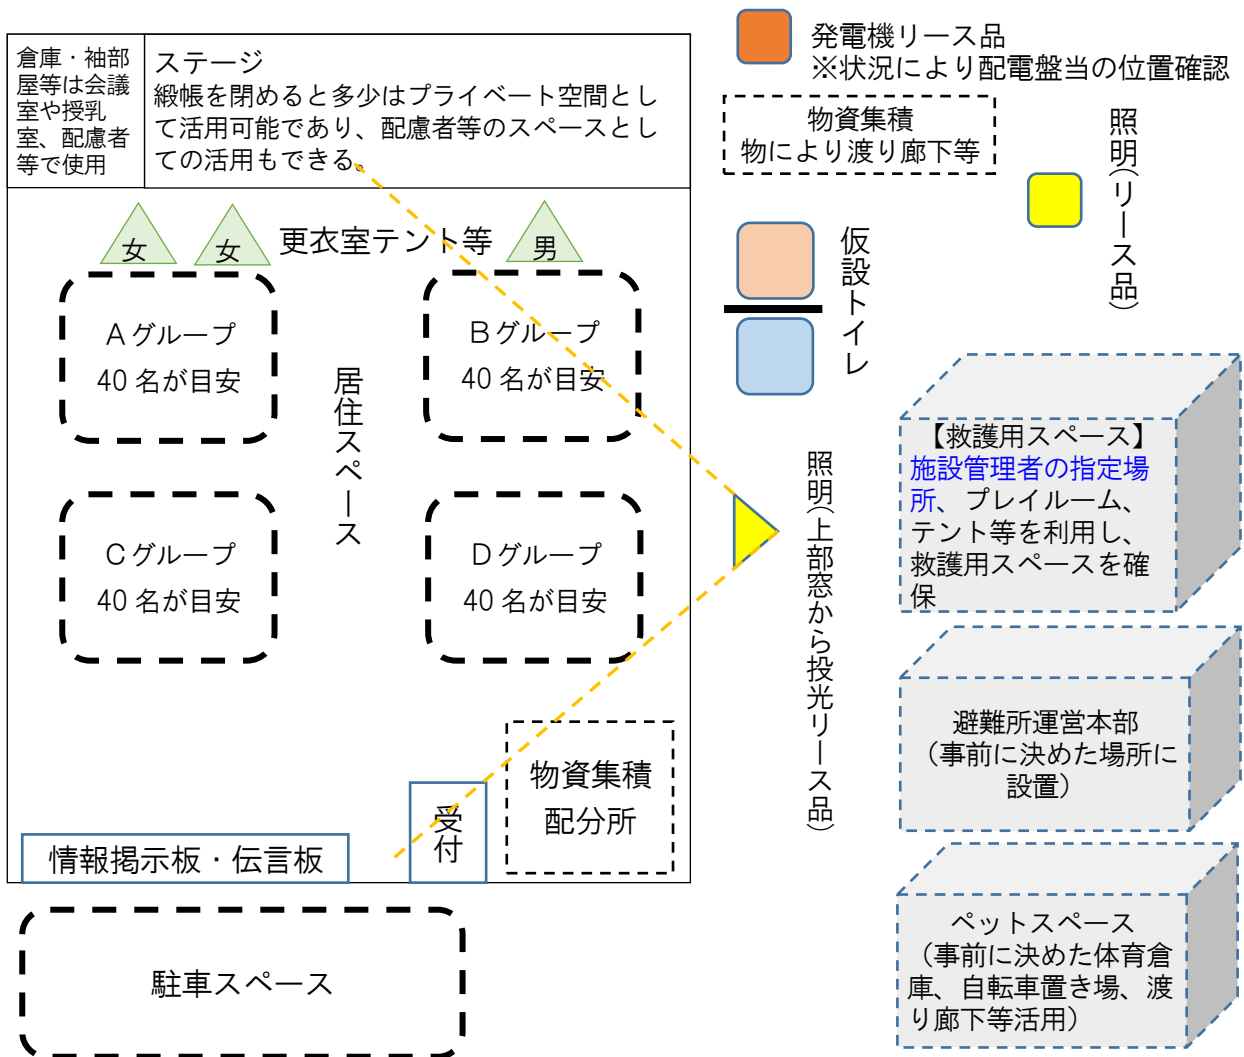 発電機リース品
※状況により配電盤当の位置確認
倉庫・袖部
屋等は会議
室や授乳
室、配慮者
等で使用
ステージ
緞帳を閉めると多少はプライベート空間とし
て活用可能であり、配慮者等のスペースとし
ての活用もできる。
物資集積
物により渡り廊下等
照明(リース品)
女
女
更衣室テント等
男
仮設トイレ
Aグループ
40 名が目安
Bグループ
40 名が目安
居住スペース
Cグループ
40 名が目安
Dグループ
40 名が目安
照明(上部窓から投光リース品)
【救護用スペース】
施設管理者の指定場
所、プレイルーム、
テント等を利用し、
救護用スペースを確
保
避難所運営本部
（事前に決めた場所に
設置）
物資集積
配分所
受付
情報掲示板・伝言板
駐車スペース
ペットスペース
（事前に決めた体育倉
庫、自転車置き場、渡
り廊下等活用）